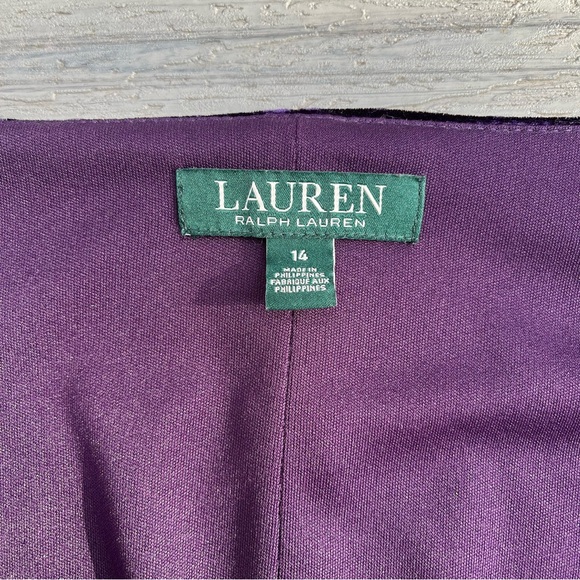 LAUREN
RALPH LAUREN
14
MADE IN
PHILIPPINES
FABRIQUÉ AUX
PHILIPPINES